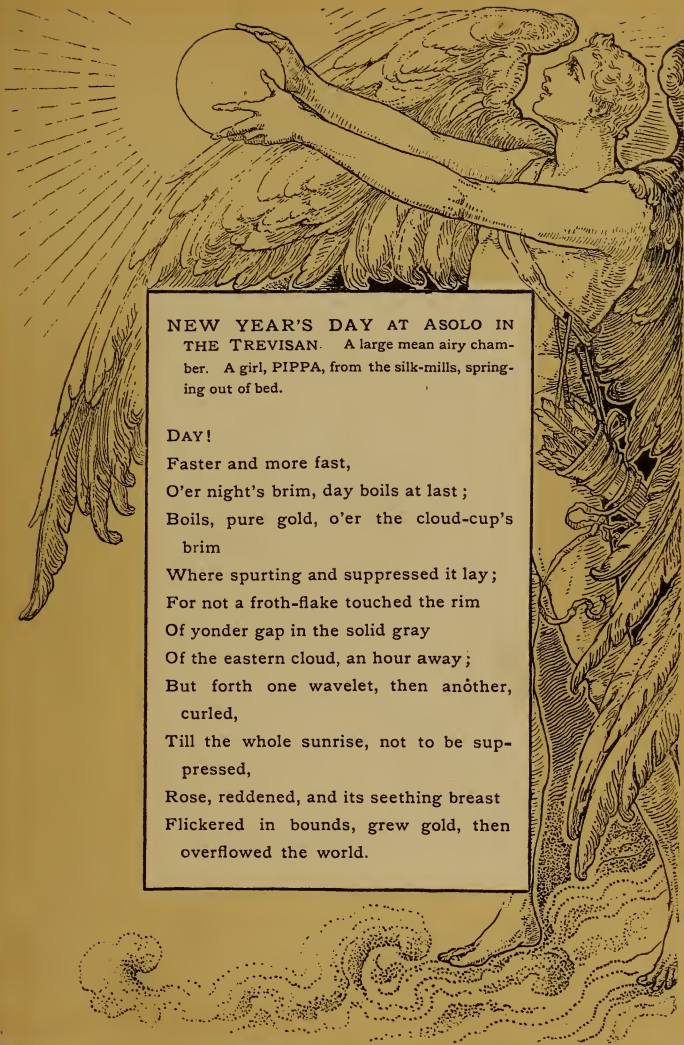 NEW YEAR'S DAY AT ASOLO IN
THE TREVISAN. A large mean airy cham-
ber. A girl, PIPPA, from the silk-mills, spring-
ing out of bed.
DAY!
Faster and more fast,
O'er night's brim, day boils at last;
Boils, pure gold, o'er the cloud-cup's
brim
Where spurting and suppressed it lay;
For not a froth-flake touched the rim
Of yonder gap in the solid gray
Of the eastern cloud, an hour away;
But forth one wavelet, then another,
curled,
Till the whole sunrise, not to be sup-
pressed,
Rose, reddened, and its seething breast
Flickered in bounds, grew gold, then
overflowed the world.